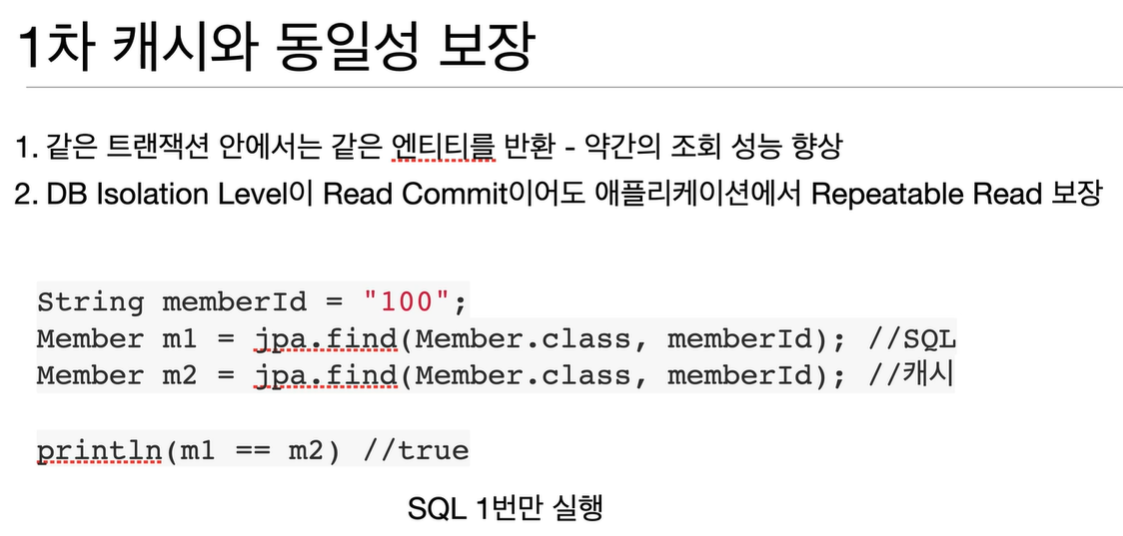 1차 캐시와 동일성 보장
1. 같은 트랜잭션 안에서는 같은 엔티티를 반환 - 약간의 조회 성능 향상
2. DB Isolation Level이 Read Commit이어도 애플리케이션에서 Repeatable Read 보장
String memberId = "100";
Member m1 = jpa.find(Member.class, memberId); //SQL
Member m2 = jpa.find(Member.class, memberId); //캐시
println(m1 == m2) //true
SQL 1번만 실행